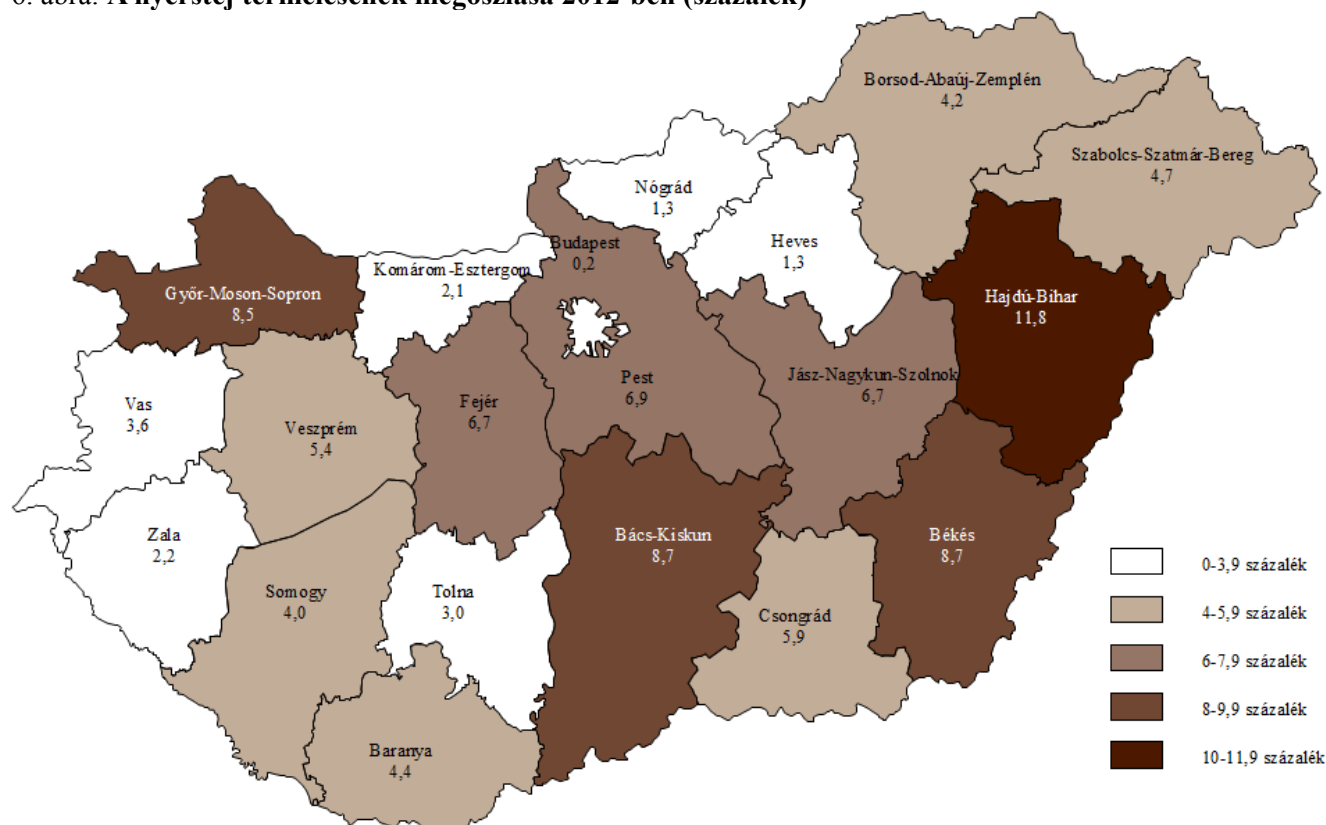 6. ábra: A nyerstej termelésének megoszlása 2012-ben (százalék)
Borsod-Abaúj-Zemplén
4,2
Szabolcs-Szatmár-Bereg
4,7
Nógrád
1,3
Heves
1,3
Budapest
0,2
Komárom-Esztergom
2,1
Győr-Moson-Sopron
8,5
Hajdú-Bihar
11,8
Pest
6,9
Jász-Nagykun-Szolnok
6,7
Vas
3,6
Fejér
6,7
Veszprém
5,4
Zala
2,2
Bács-Kiskun
8,7
Békés
8,7
Somogy
4,0
Tolna
3,0
Csongrád
5,9
Baranya
4,4
0-3,9 százalék
4-5,9 százalék
6-7,9 százalék
8-9,9 százalék
10-11,9 százalék